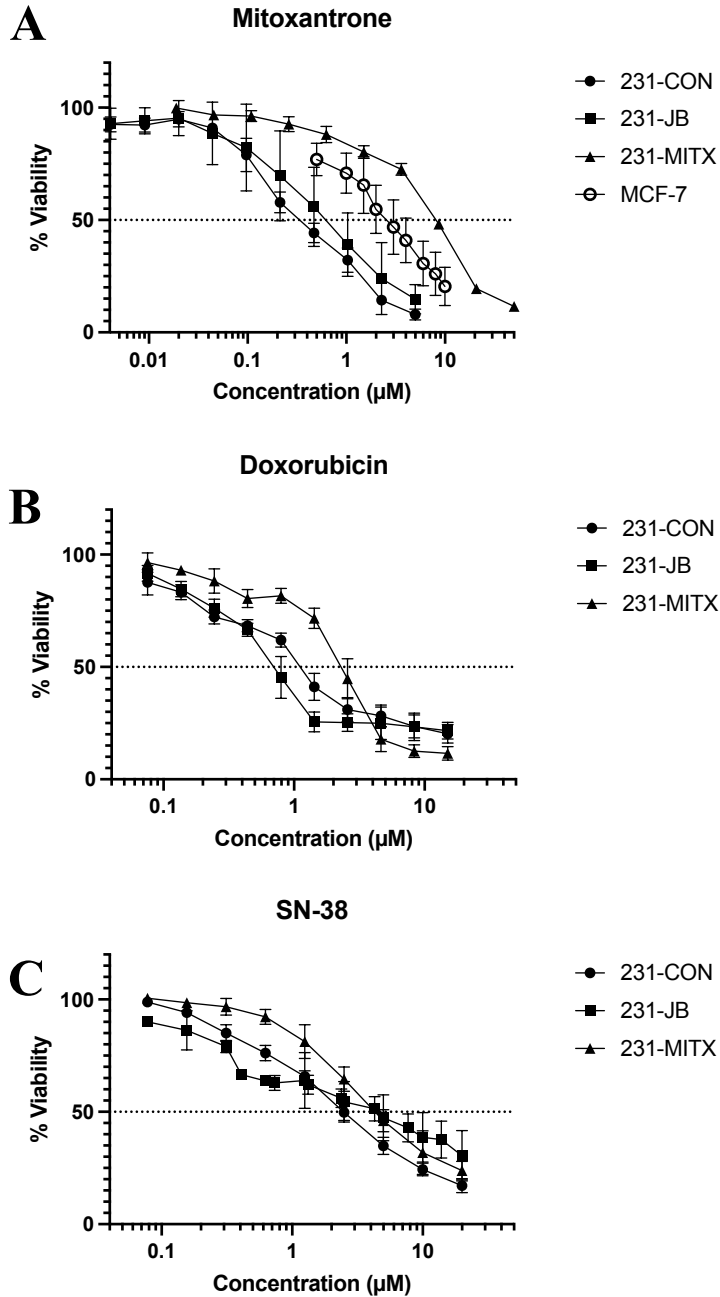 A
Mitoxantrone
% Viability
100
50
0
0.01
0.1
1
10
Concentration (µM)
231-CON
231-JB
231-MITX
MCF-7
B
Doxorubicin
% Viability
100
50
0
0.1
1
10
Concentration (µM)
231-CON
231-JB
231-MITX
C
SN-38
% Viability
100
50
0
0.1
1
10
Concentration (µM)
231-CON
231-JB
231-MITX